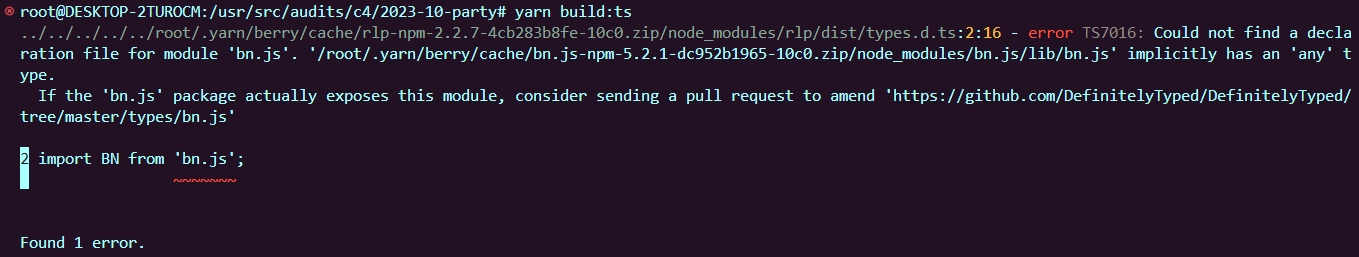 root@DESKTOP-2TUROCM:/usr/src/audits/c4/2023-10-party# yarn build:ts
../../../../../root/.yarn/berry/cache/rlp-npm-2.2.7-4cb283b8fe-10c0.zip/node_modules/rlp/dist/types.d.ts:2:16 - error TS7016: Could not find a decla
ration file for module 'bn.js'. '/root/.yarn/berry/cache/bn.js-npm-5.2.1-dc952b1965-10c0.zip/node_modules/bn.js/lib/bn.js' implicitly has an 'any' t
ype.
  If the 'bn.js' package actually exposes this module, consider sending a pull request to amend 'https://github.com/DefinitelyTyped/DefinitelyTyped/
tree/master/types/bn.js'
2 import BN from 'bn.js';
~~~~~~~
Found 1 error.